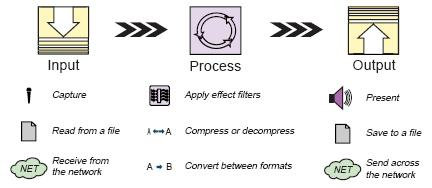 Input Process Output
Capture Apply effect filters Present
Read from a file A ↔ A Compress or decompress Save to a file
NET Receive from
the network A → B Convert between formats NET Send across
the network